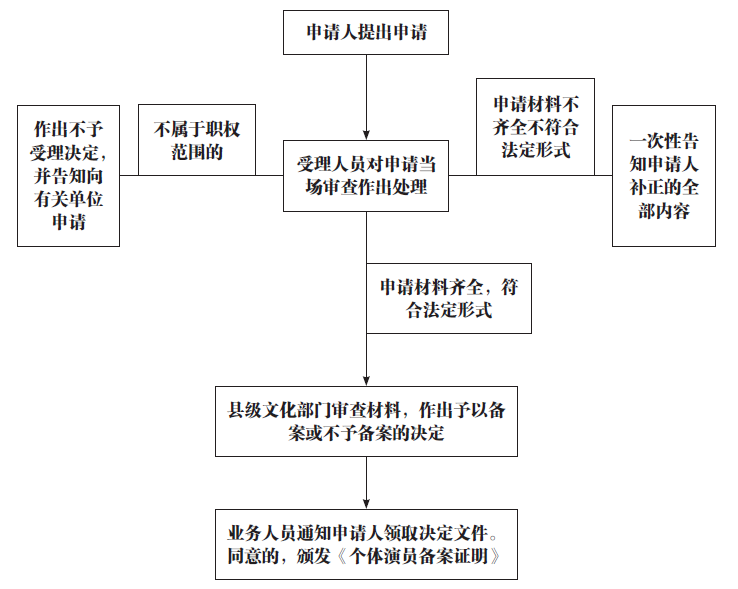 申请人提出申请
作出不予
受理决定，
并告知向
有关单位
申请
不属于职权
范围的
受理人员对申请当
场审查作出处理
申请材料不
齐全不符合
法定形式
一次性告
知申请人
补正的全
部内容
申请材料齐全，符
合法定形式
县级文化部门审查材料，作出予以备
案或不予备案的决定
业务人员通知申请人领取决定文件。
同意的，颁发《个体演员备案证明》